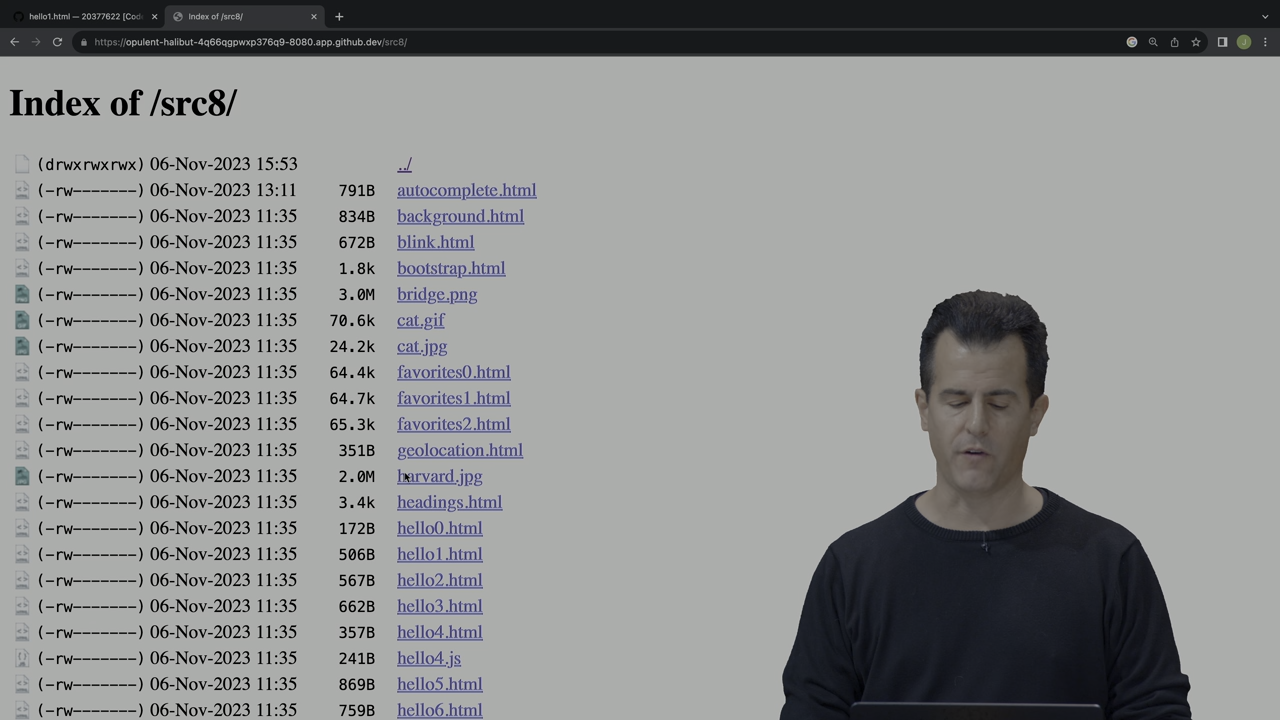 hello1.html — 20377622 [Cod
Index of /src8/
https://opulent-halibut-4q66qgpwxp376q9-8080.app.github.dev/src8/
J
Index of /src8/
(drwxrwxrwx) 06-Nov-2023 15:53 ../
(-rw-------) 06-Nov-2023 13:11 791B autocomplete.html
(-rw-------) 06-Nov-2023 11:35 834B background.html
(-rw-------) 06-Nov-2023 11:35 672B blink.html
(-rw-------) 06-Nov-2023 11:35 1.8k bootstrap.html
(-rw-------) 06-Nov-2023 11:35 3.0M bridge.png
(-rw-------) 06-Nov-2023 11:35 70.6k cat.gif
(-rw-------) 06-Nov-2023 11:35 24.2k cat.jpg
(-rw-------) 06-Nov-2023 11:35 64.4k favorites0.html
(-rw-------) 06-Nov-2023 11:35 64.7k favorites1.html
(-rw-------) 06-Nov-2023 11:35 65.3k favorites2.html
(-rw-------) 06-Nov-2023 11:35 351B geolocation.html
(-rw-------) 06-Nov-2023 11:35 2.0M harvard.jpg
(-rw-------) 06-Nov-2023 11:35 3.4k headings.html
(-rw-------) 06-Nov-2023 11:35 172B hello0.html
(-rw-------) 06-Nov-2023 11:35 506B hello1.html
(-rw-------) 06-Nov-2023 11:35 567B hello2.html
(-rw-------) 06-Nov-2023 11:35 662B hello3.html
(-rw-------) 06-Nov-2023 11:35 357B hello4.html
(-rw-------) 06-Nov-2023 11:35 241B hello4.js
(-rw-------) 06-Nov-2023 11:35 869B hello5.html
(-rw-------) 06-Nov-2023 11:35 759B hello6.html